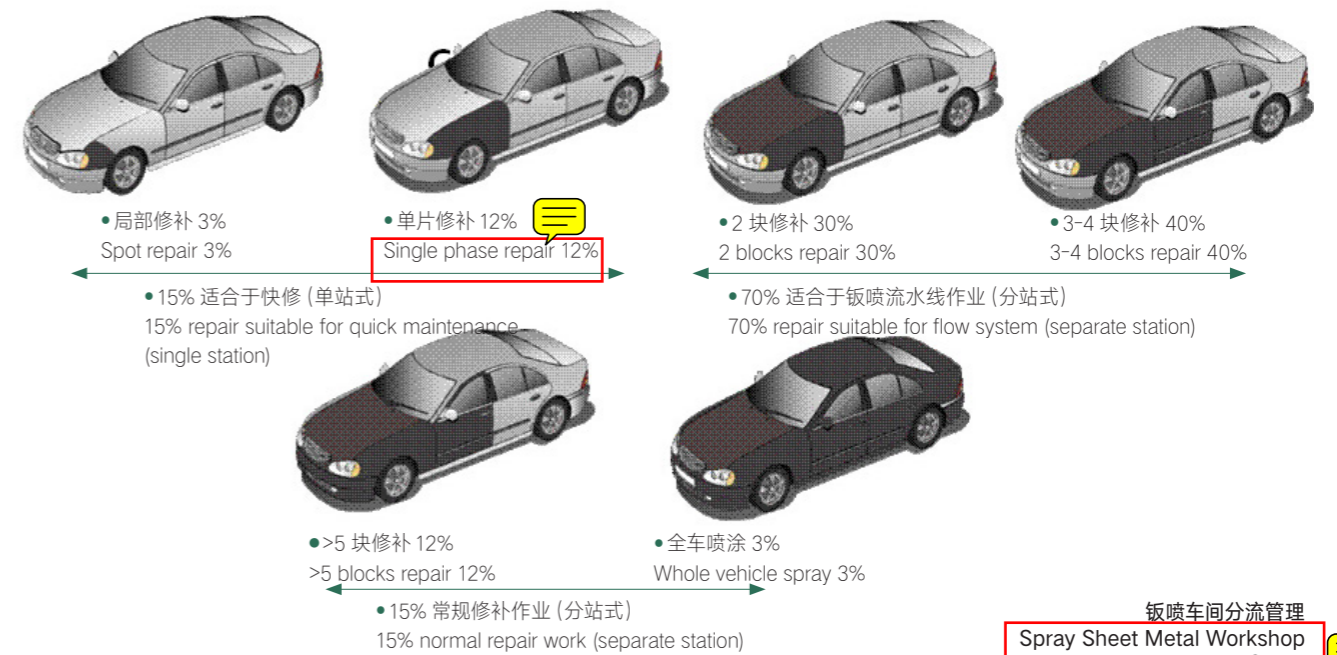 •局部修补 3%
Spot repair 3%
•单片修补 12%
Single phase repair 12%
•2 块修补 30%
2 blocks repair 30%
•3-4 块修补 40%
3-4 blocks repair 40%
•15% 适合于快修 (单站式)
15% repair suitable for quick maintenance
(single station)
•70% 适合于钣喷流水线作业 (分站式)
70% repair suitable for flow system (separate station)
•>5 块修补 12%
>5 blocks repair 12%
•全车喷涂 3%
Whole vehicle spray 3%
•15% 常规修补作业 (分站式)
15% normal repair work (separate station)
钣喷车间分流管理
Spray Sheet Metal Workshop